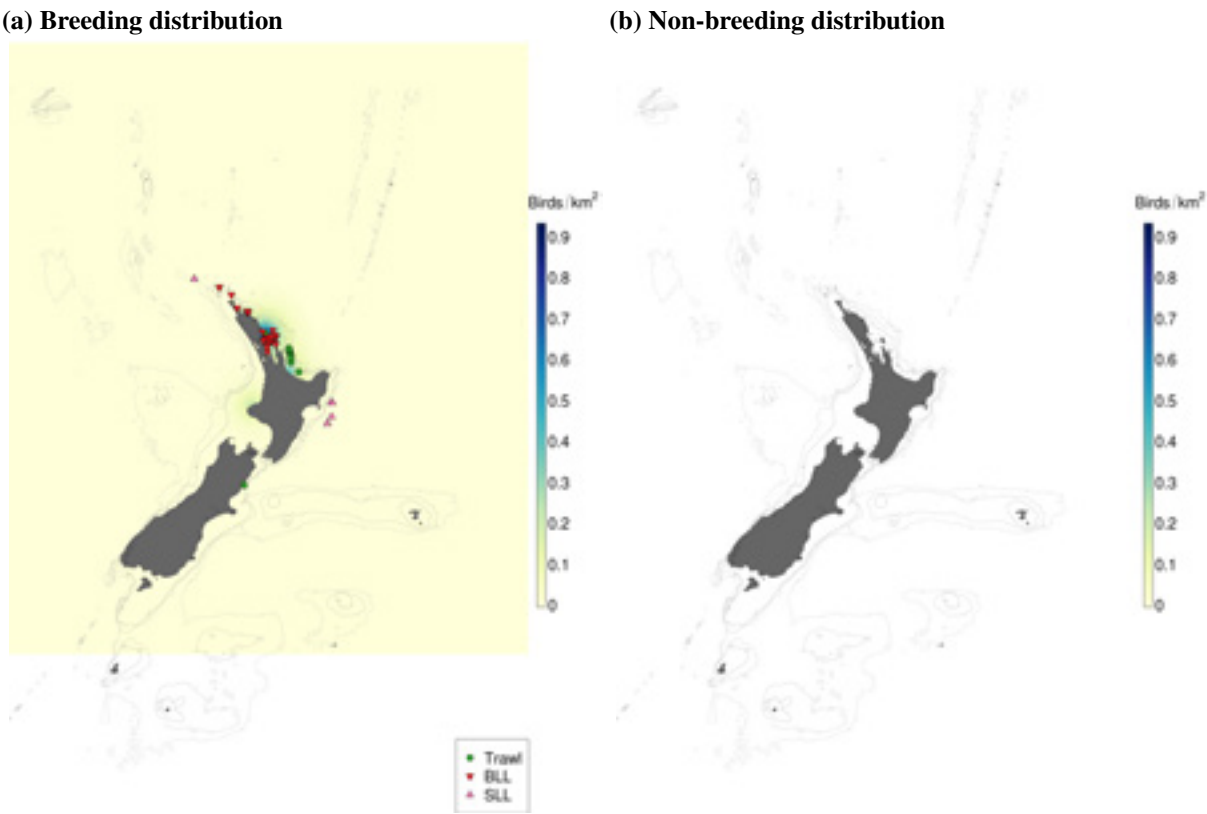 (a) Breeding distribution
(b) Non-breeding distribution
Birds/km²
0.9
0.8
0.7
0.6
0.5
0.4
0.3
0.2
0.1
0
Birds/km²
0.9
0.8
0.7
0.6
0.5
0.4
0.3
0.2
0.1
0
Trawl
BLL
SLL